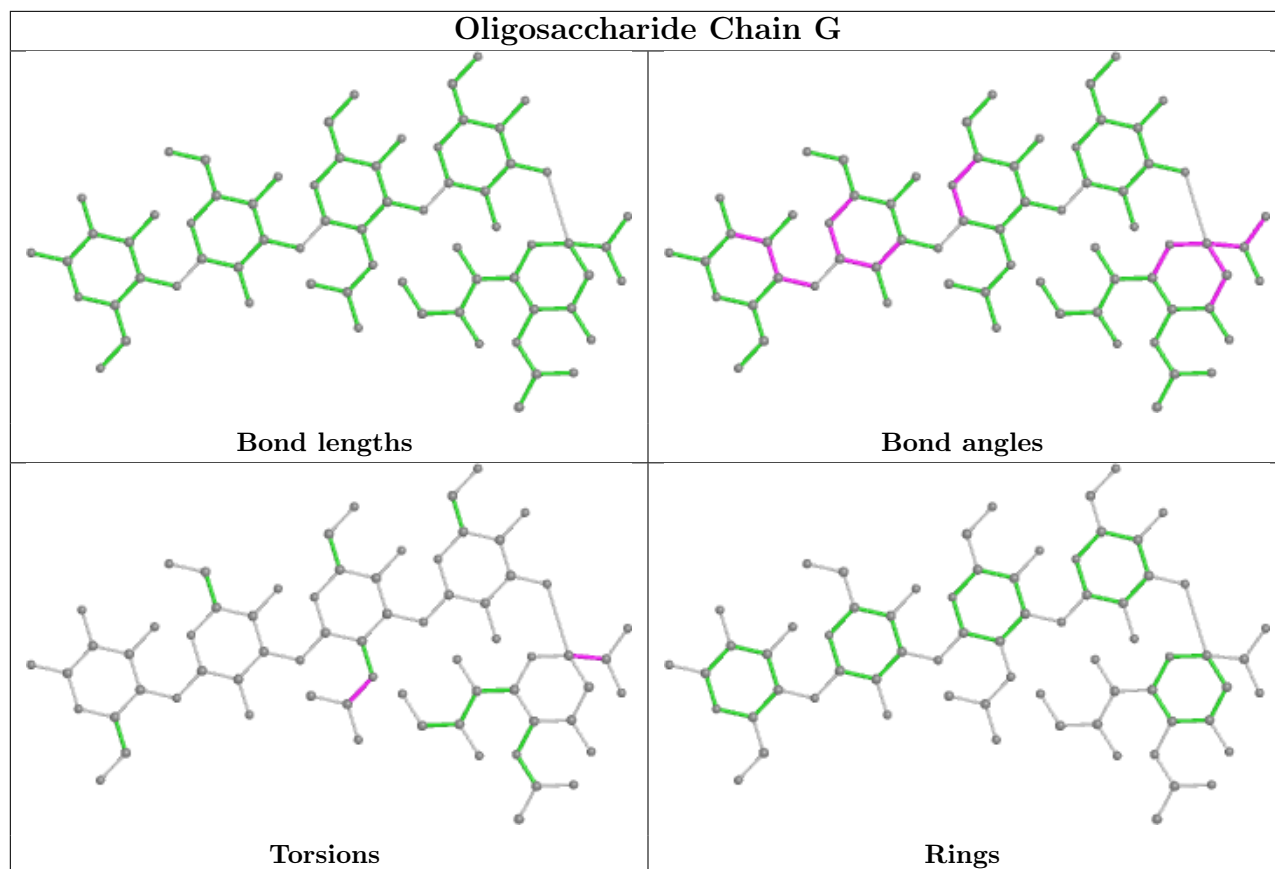 Oligosaccharide Chain G
Bond lengths
Bond angles
Torsions
Rings